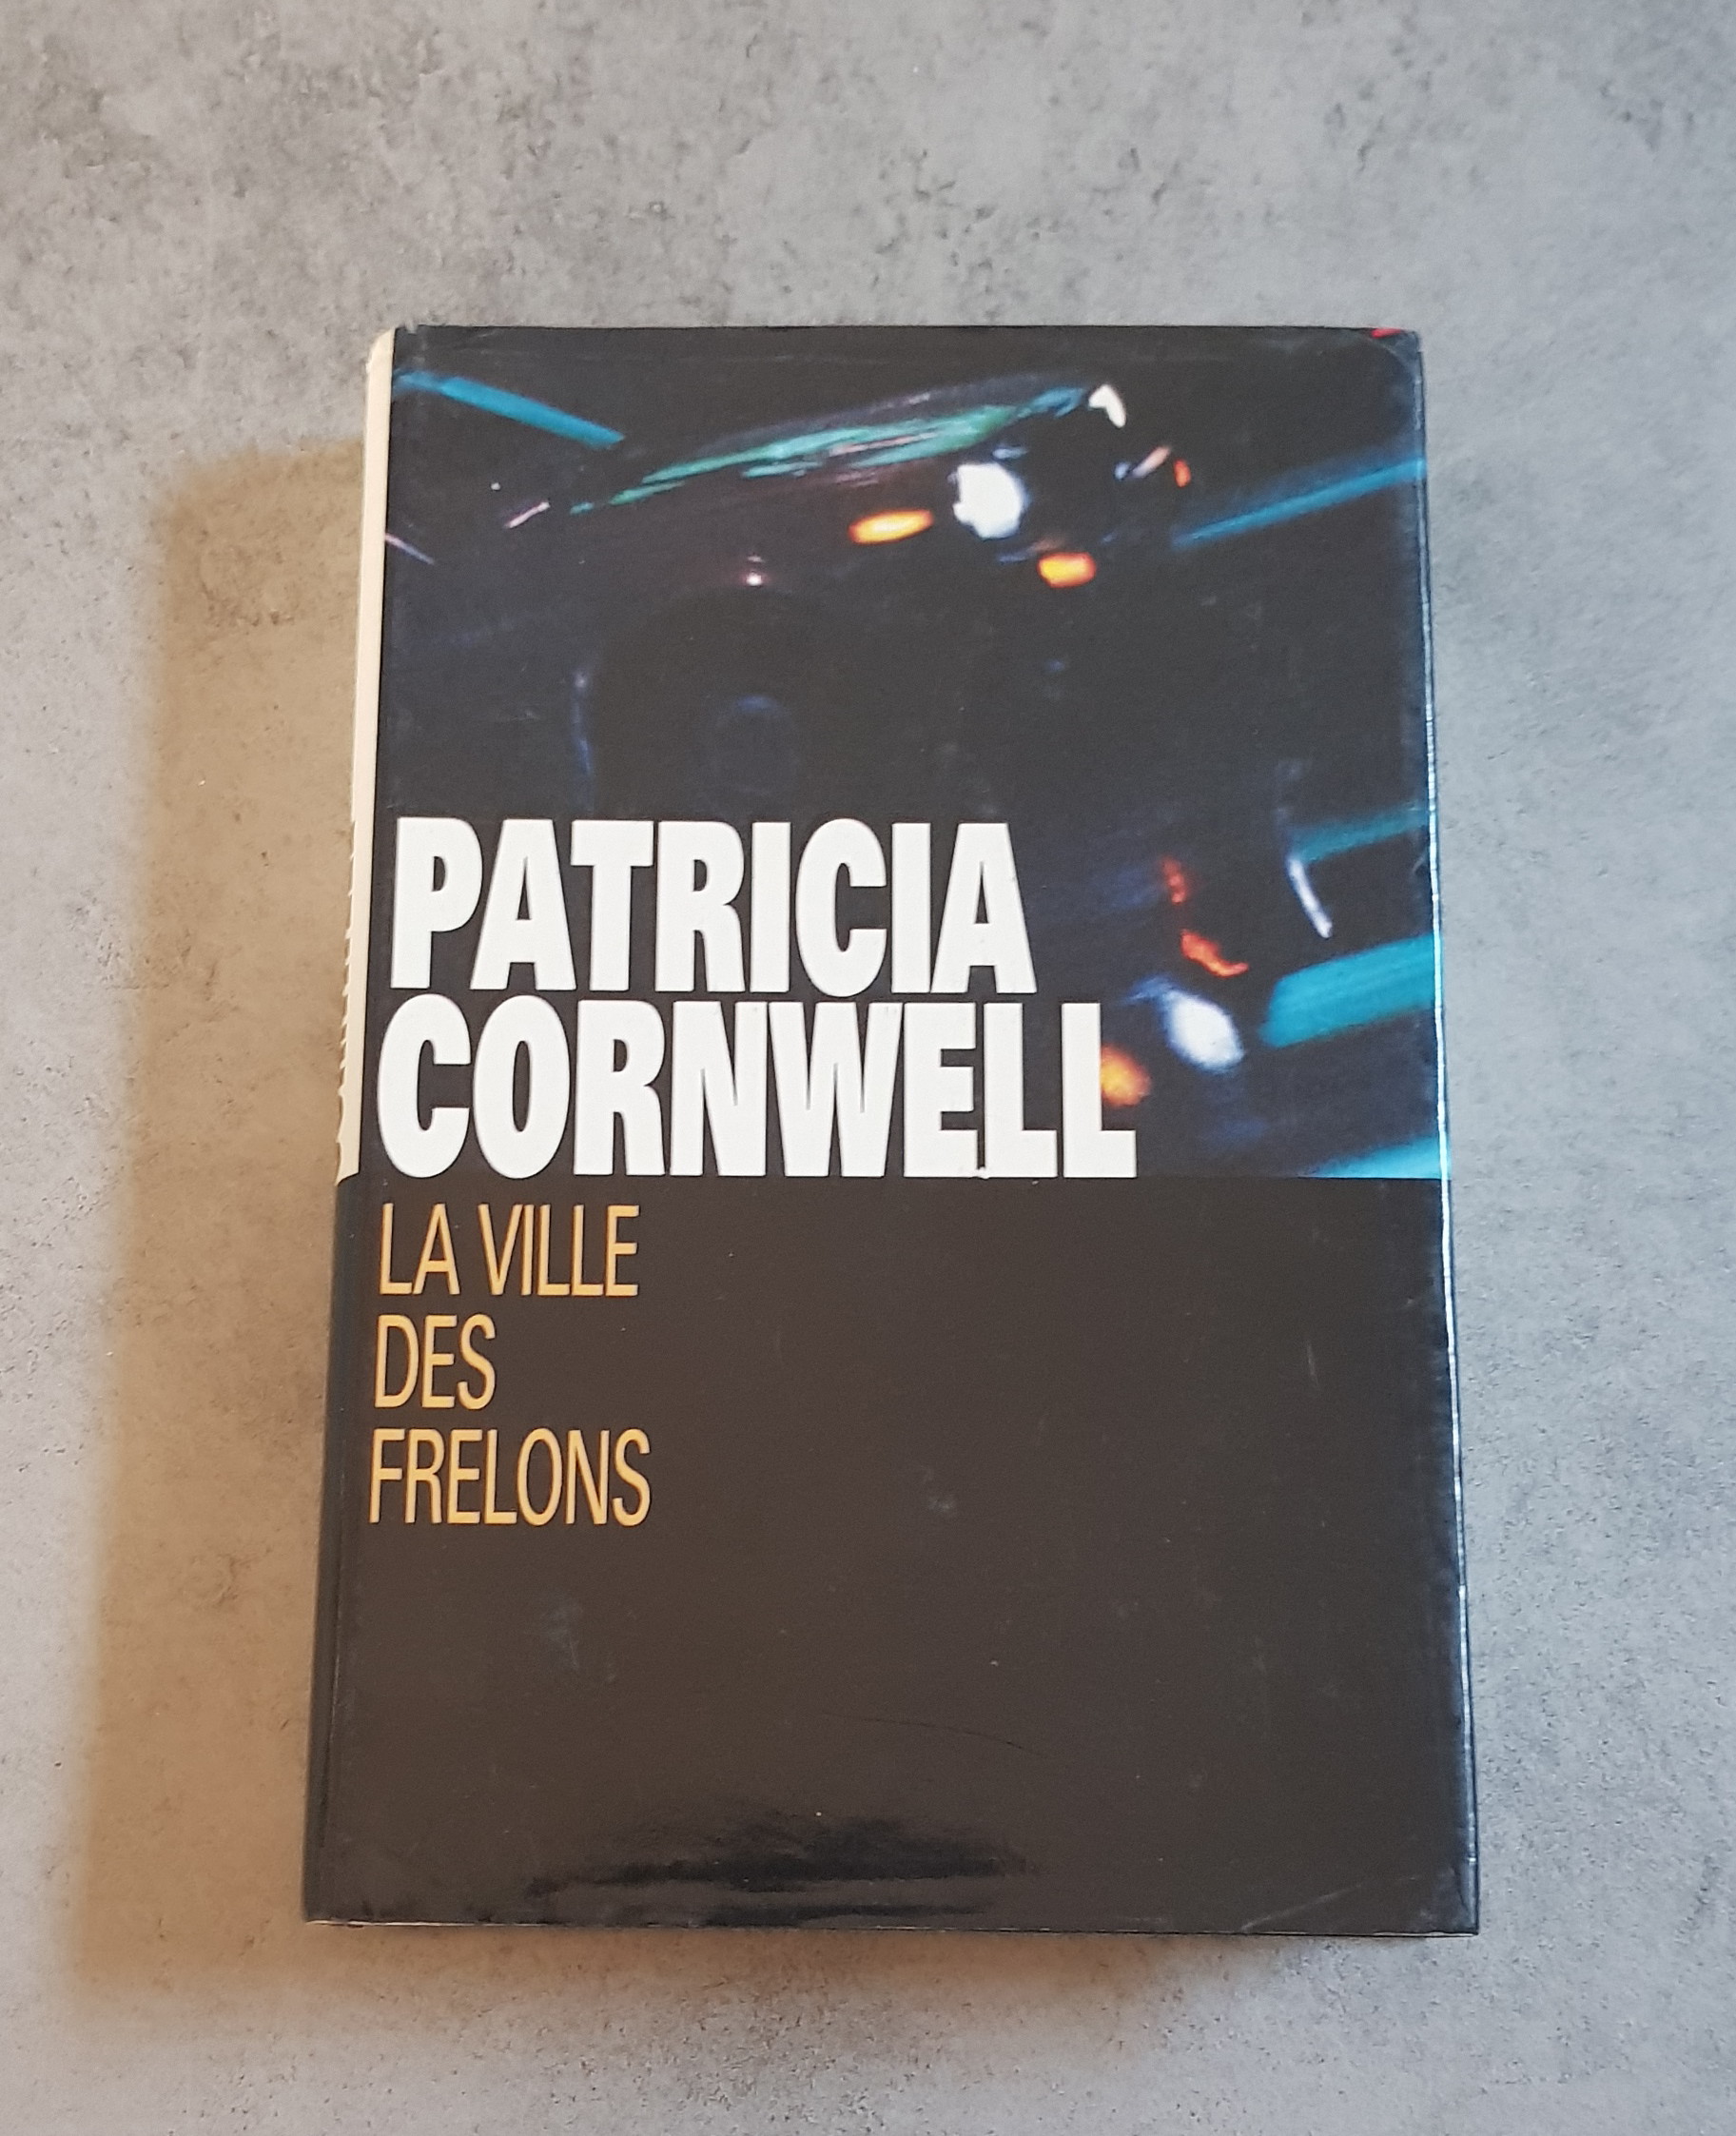 PATRICIA
CORNWELL
LA VILLE
DES
FRELONS